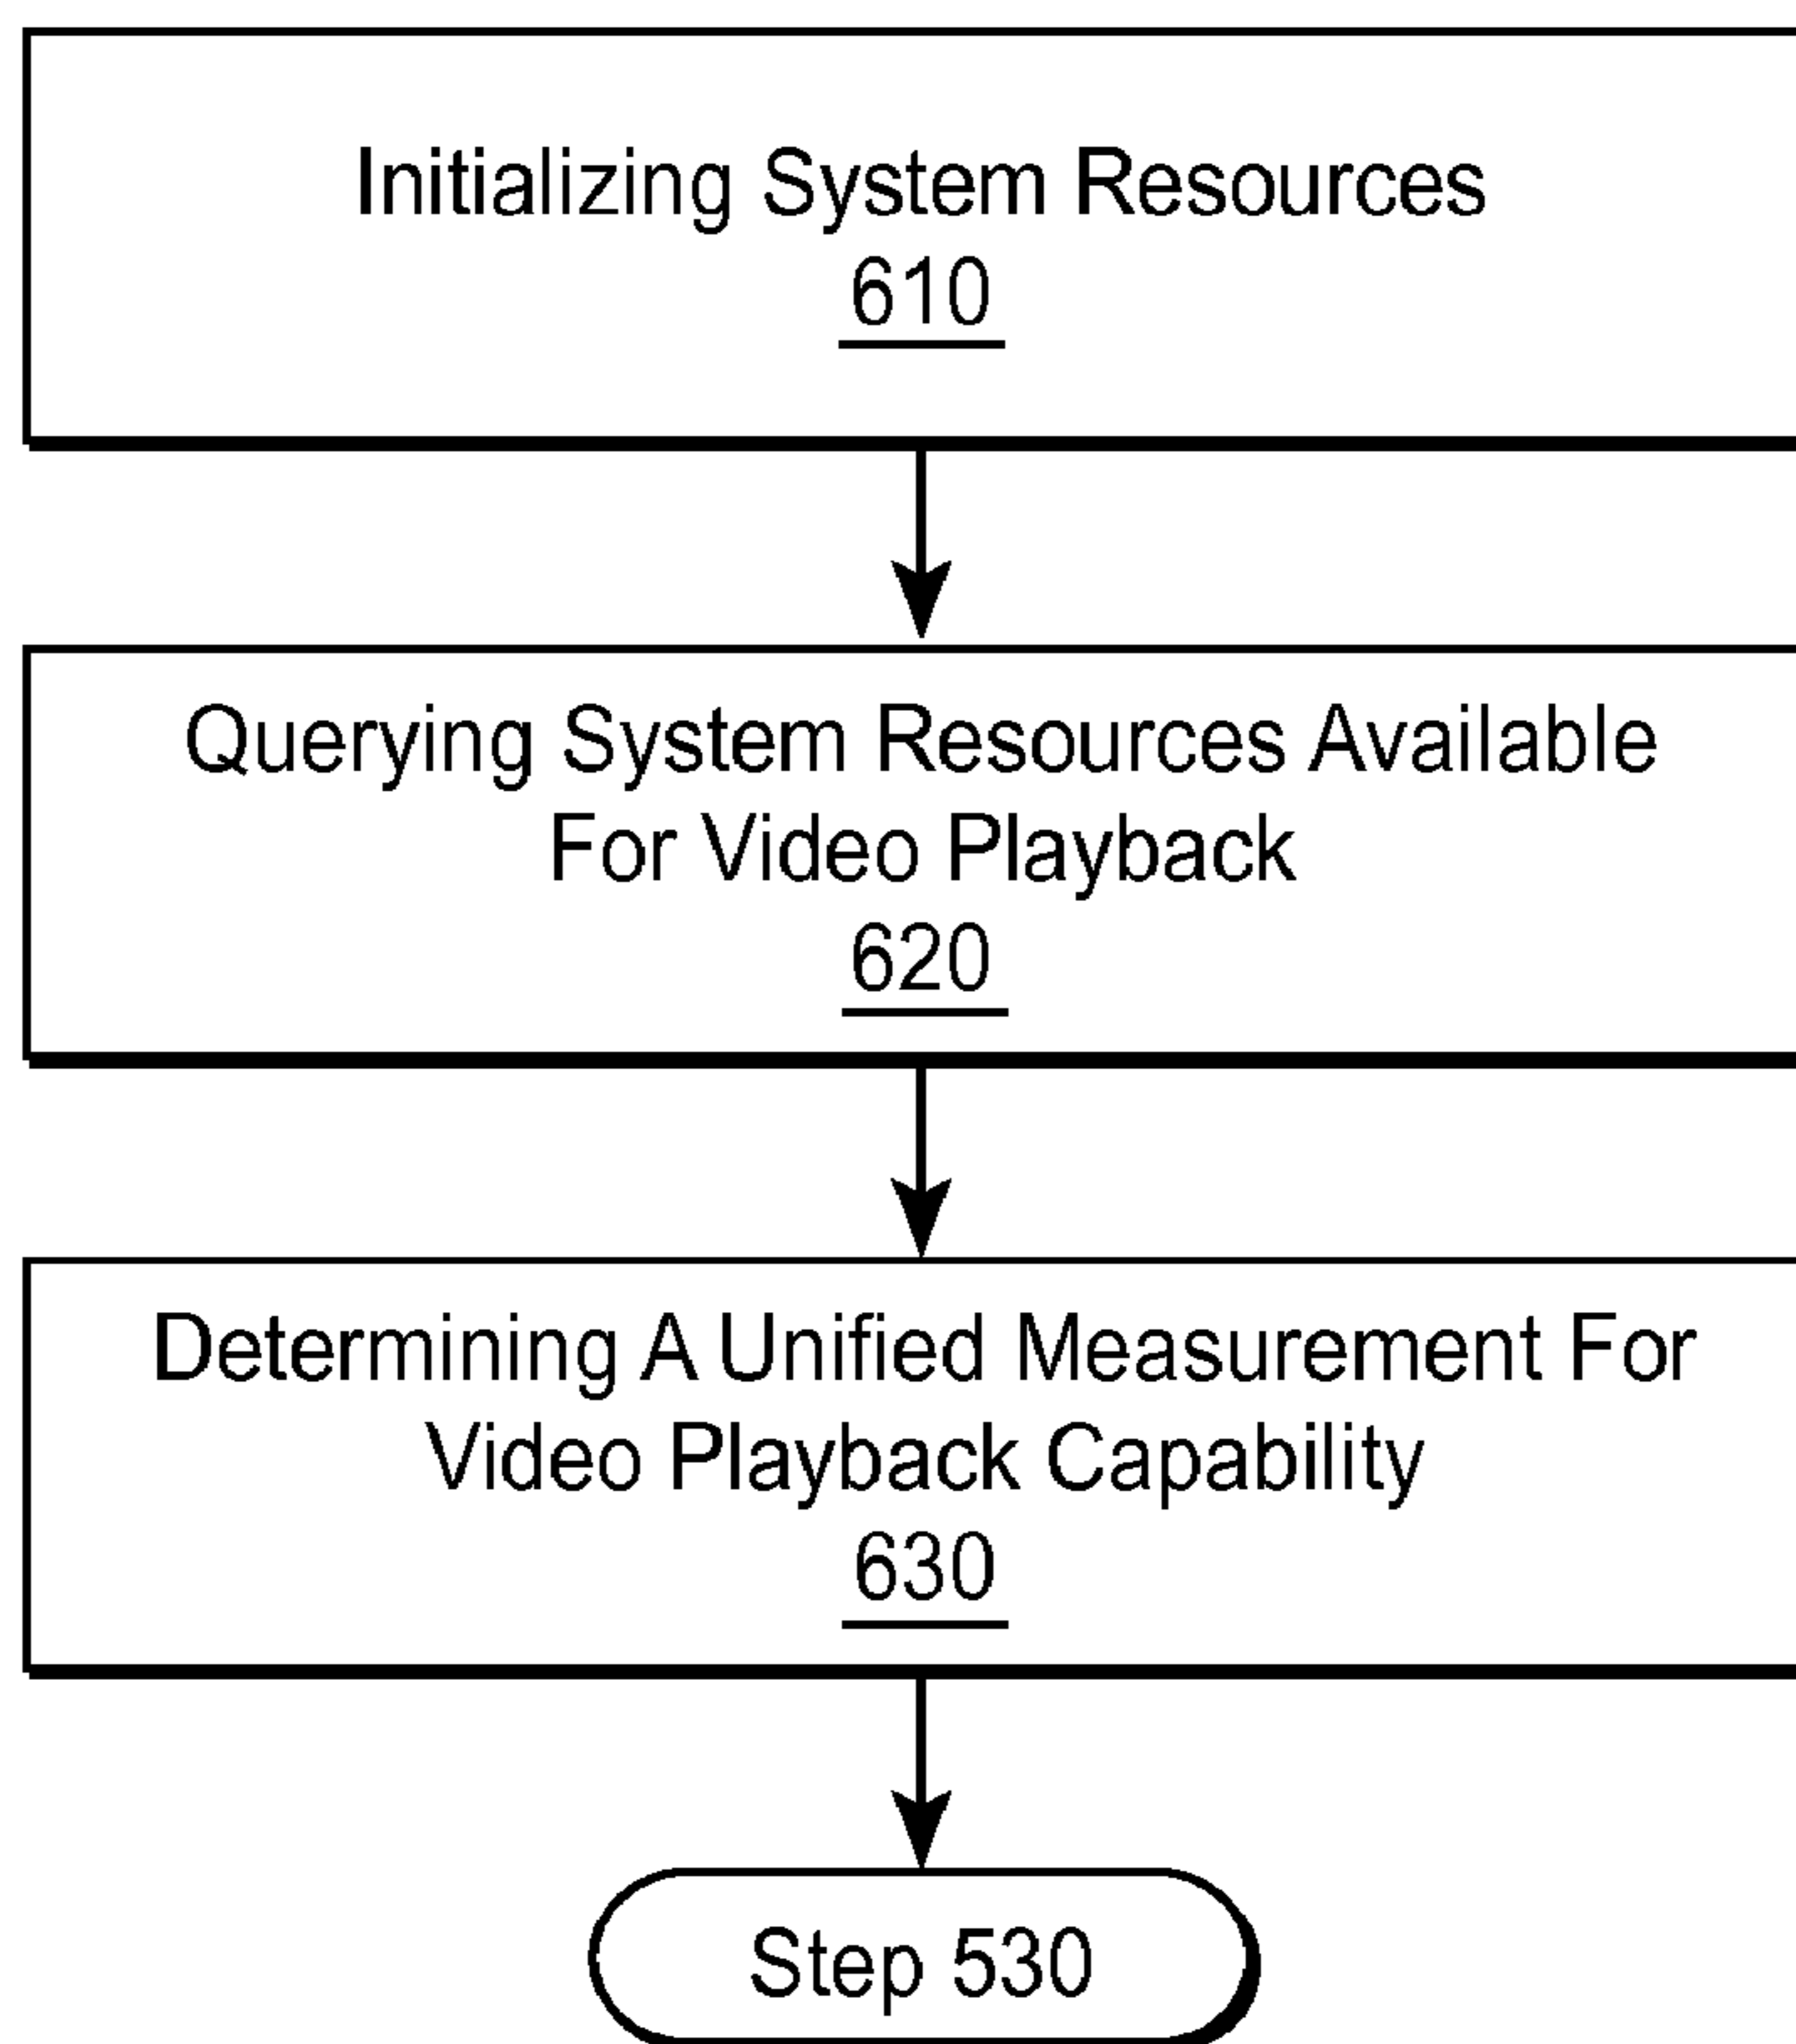 Initializing System Resources
610
Querying System Resources Available
For Video Playback
620
Determining A Unified Measurement For
Video Playback Capability
630
Step 530